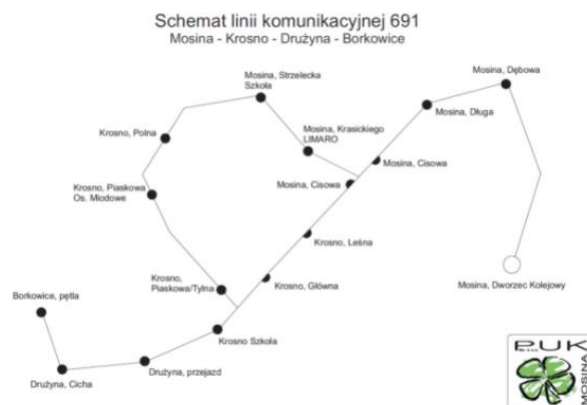 Schemat linii komunikacyjnej 691
Mosina - Krosno - Drużyna - Borkowice
Mosina, Dębowa
Mosina, Strzelecka
Szkoła
Mosina, Długa
Krosno, Polna
Mosina, Krasickiego
LIMARO
Mosina, Cisowa
Mosina, Cisowa
Krosno, Piaskowa
Os. Miodowe
Krosno, Leśna
Krosno,
Piaskowa/Tylna
Krosno, Główna
Mosina, Dworzec Kolejowy
Borkowice, pętla
Krosno Szkoła
Drużyna, przejazd
Drużyna, Cicha
PUK
MOSINA